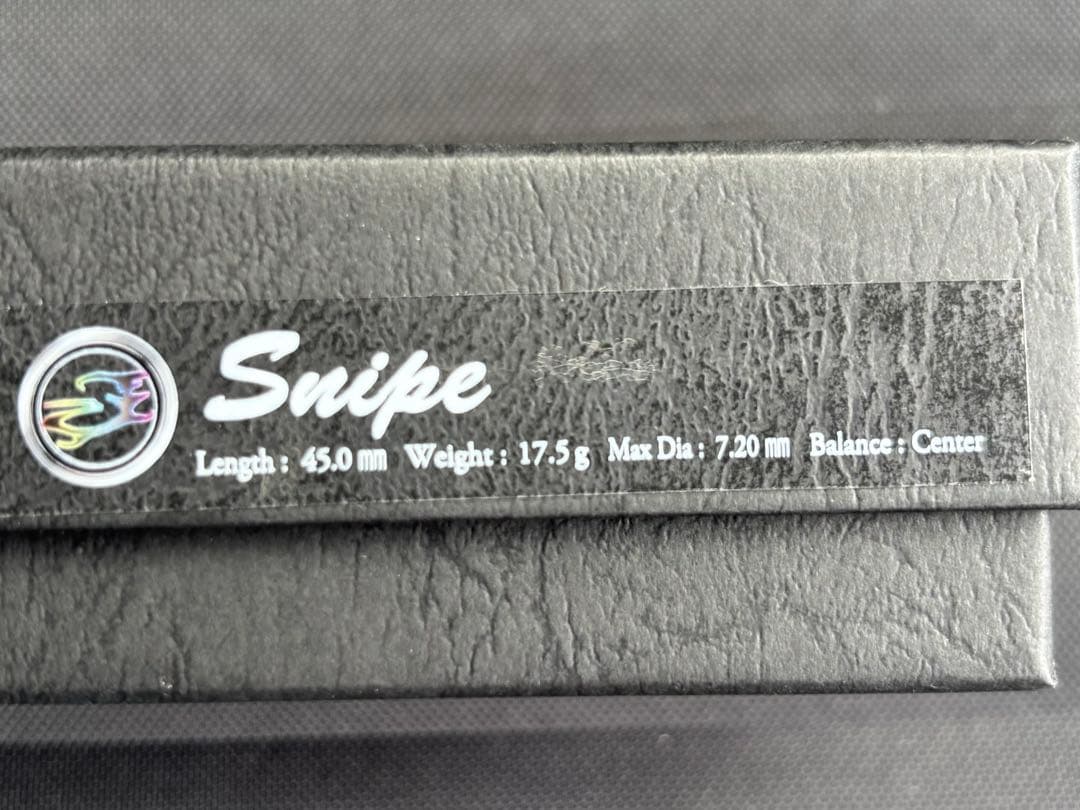 Snipe
Length : 45.0 ㎜ Weight : 17.5 g Max Dia : 7.20 ㎜ Balance : Center